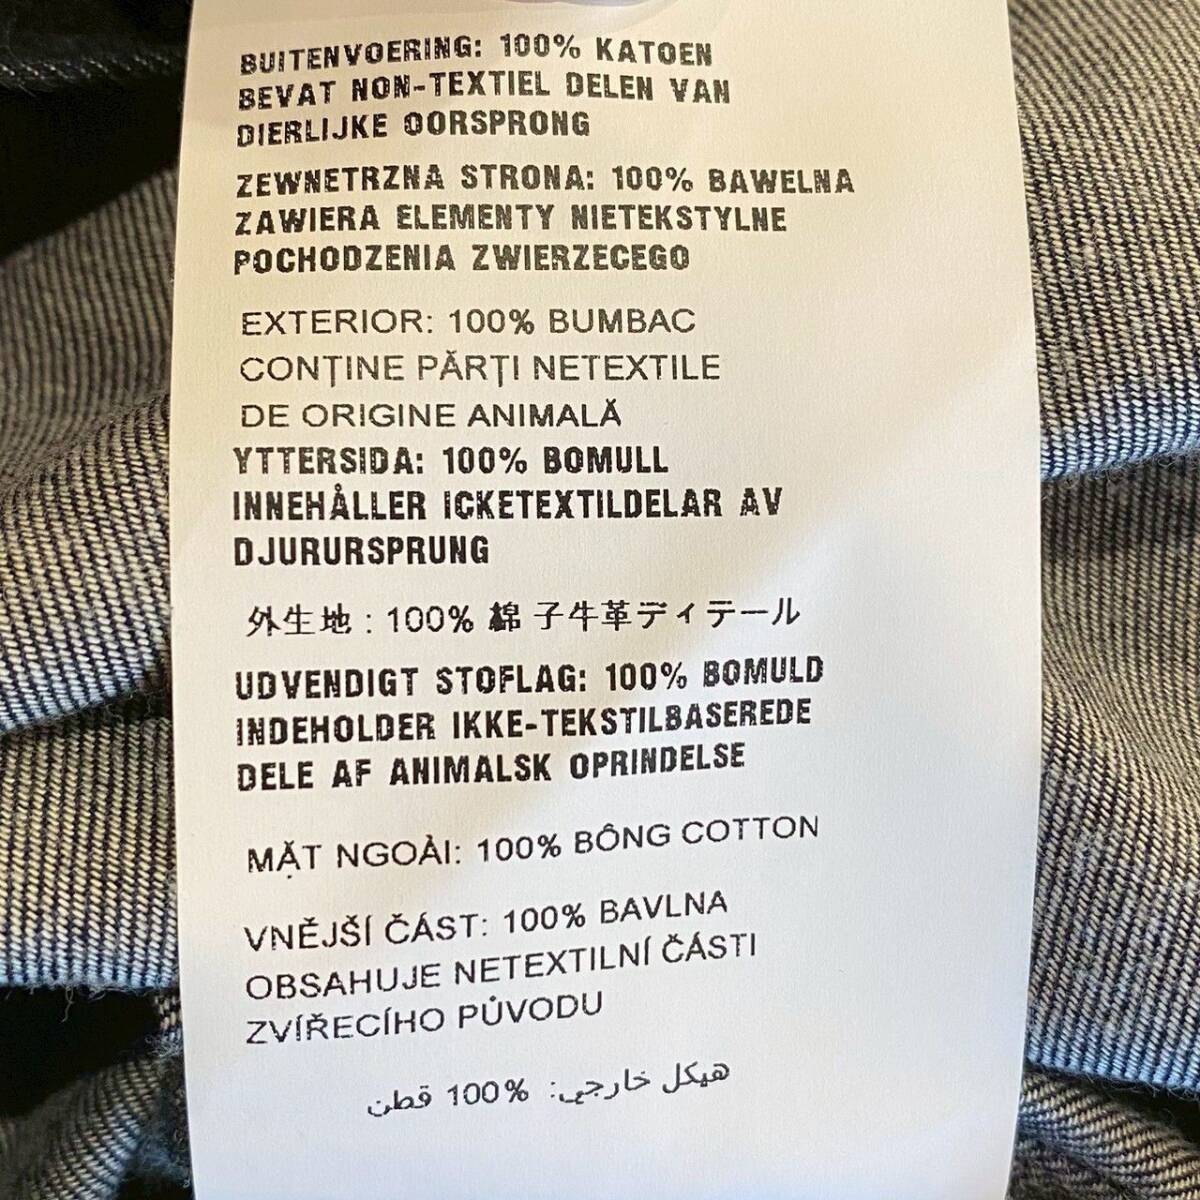 BUITENVOERING: 100% KATOEN
BEVAT NON-TEXTIEL DELEN VAN
DIERLIJKE OORSPRONG
ZEWNETRZNA STRONA: 100% BAWELNA
ZAWIERA ELEMENTY NIETEKSTYLNE
POCHODZENIA ZWIERZECEGO
EXTERIOR: 100% BUMBAC
CONȚINE PĂRȚI NETEXTILE
DE ORIGINE ANIMALĂ
YTTERSIDA: 100% BOMULL
INNEHÅLLER ICKETEXTILDELAR AV
DJURURSPRUNG
外生地 : 100% 綿 子牛革ディテール
UDVENDIGT STOFLAG: 100% BOMULD
INDEHOLDER IKKE-TEKSTILBASEREDE
DELE AF ANIMALSK OPRINDELSE
MẶT NGOÀI: 100% BÔNG COTTON
VNĚJŠÍ ČÁST: 100% BAVLNA
OBSAHUJE NETEXTILNÍ ČÁSTI
ZVÍŘECÍHO PŮVODU
هيكل خارجي: 100% قطن